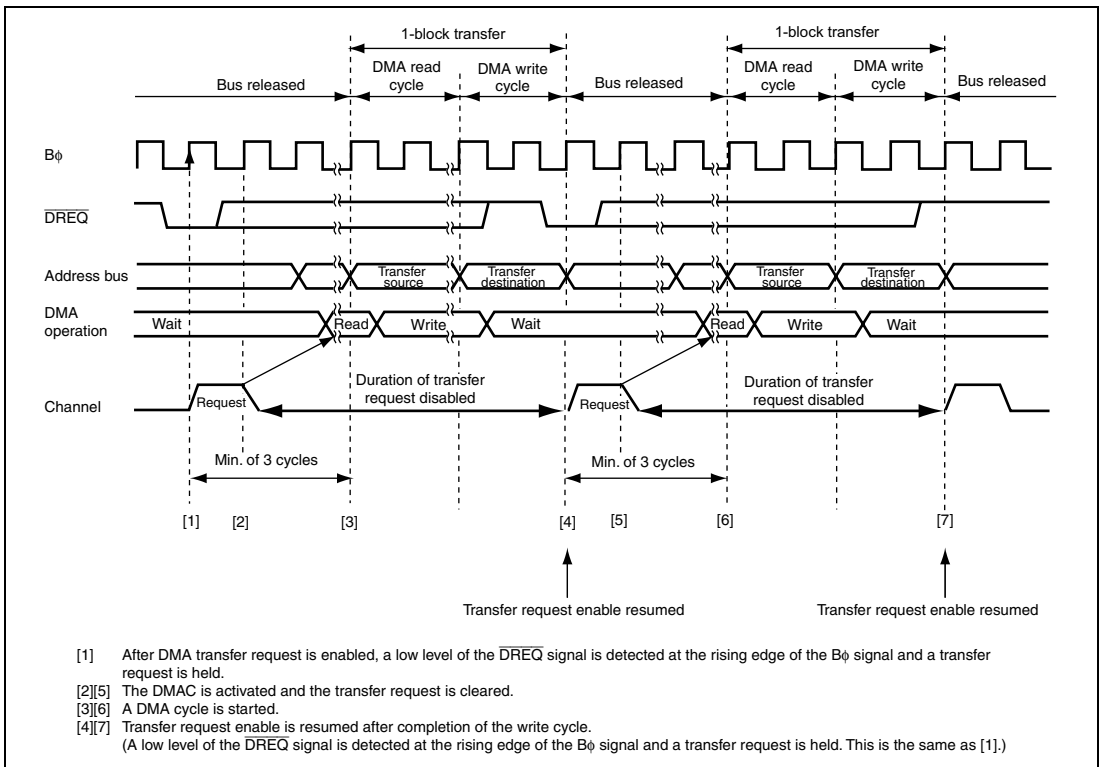 1-block transfer 1-block transfer
Bus released DMA read cycle DMA write cycle Bus released DMA read cycle DMA write cycle Bus released
Bφ
DREQ
Address bus Transfer source Transfer destination Transfer source Transfer destination
DMA operation Wait Read Write Wait Read Write Wait
Channel Request Duration of transfer request disabled Request Duration of transfer request disabled
Min. of 3 cycles Min. of 3 cycles
[1] [2] [3] [4] [5] [6] [7]
Transfer request enable resumed Transfer request enable resumed
[1] After DMA transfer request is enabled, a low level of the DREQ signal is detected at the rising edge of the Bφ signal and a transfer
request is held.
[2][5] The DMAC is activated and the transfer request is cleared.
[3][6] A DMA cycle is started.
[4][7] Transfer request enable is resumed after completion of the write cycle.
(A low level of the DREQ signal is detected at the rising edge of the Bφ signal and a transfer request is held. This is the same as [1].)